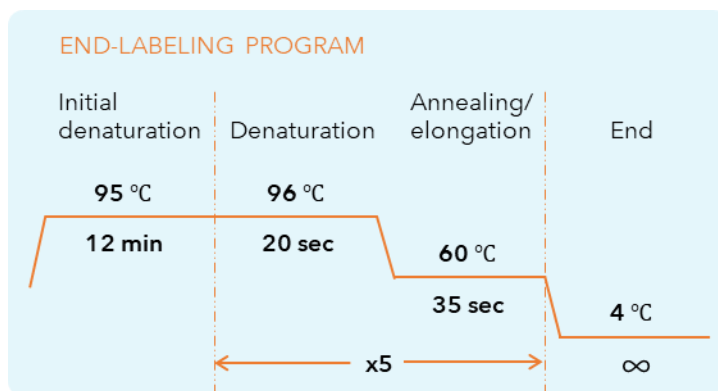 END-LABELING PROGRAM
Initial
denaturation
Denaturation
Annealing/
elongation
End
95 °C
12 min
96 °C
20 sec
60 °C
35 sec
4 °C
∞
x5